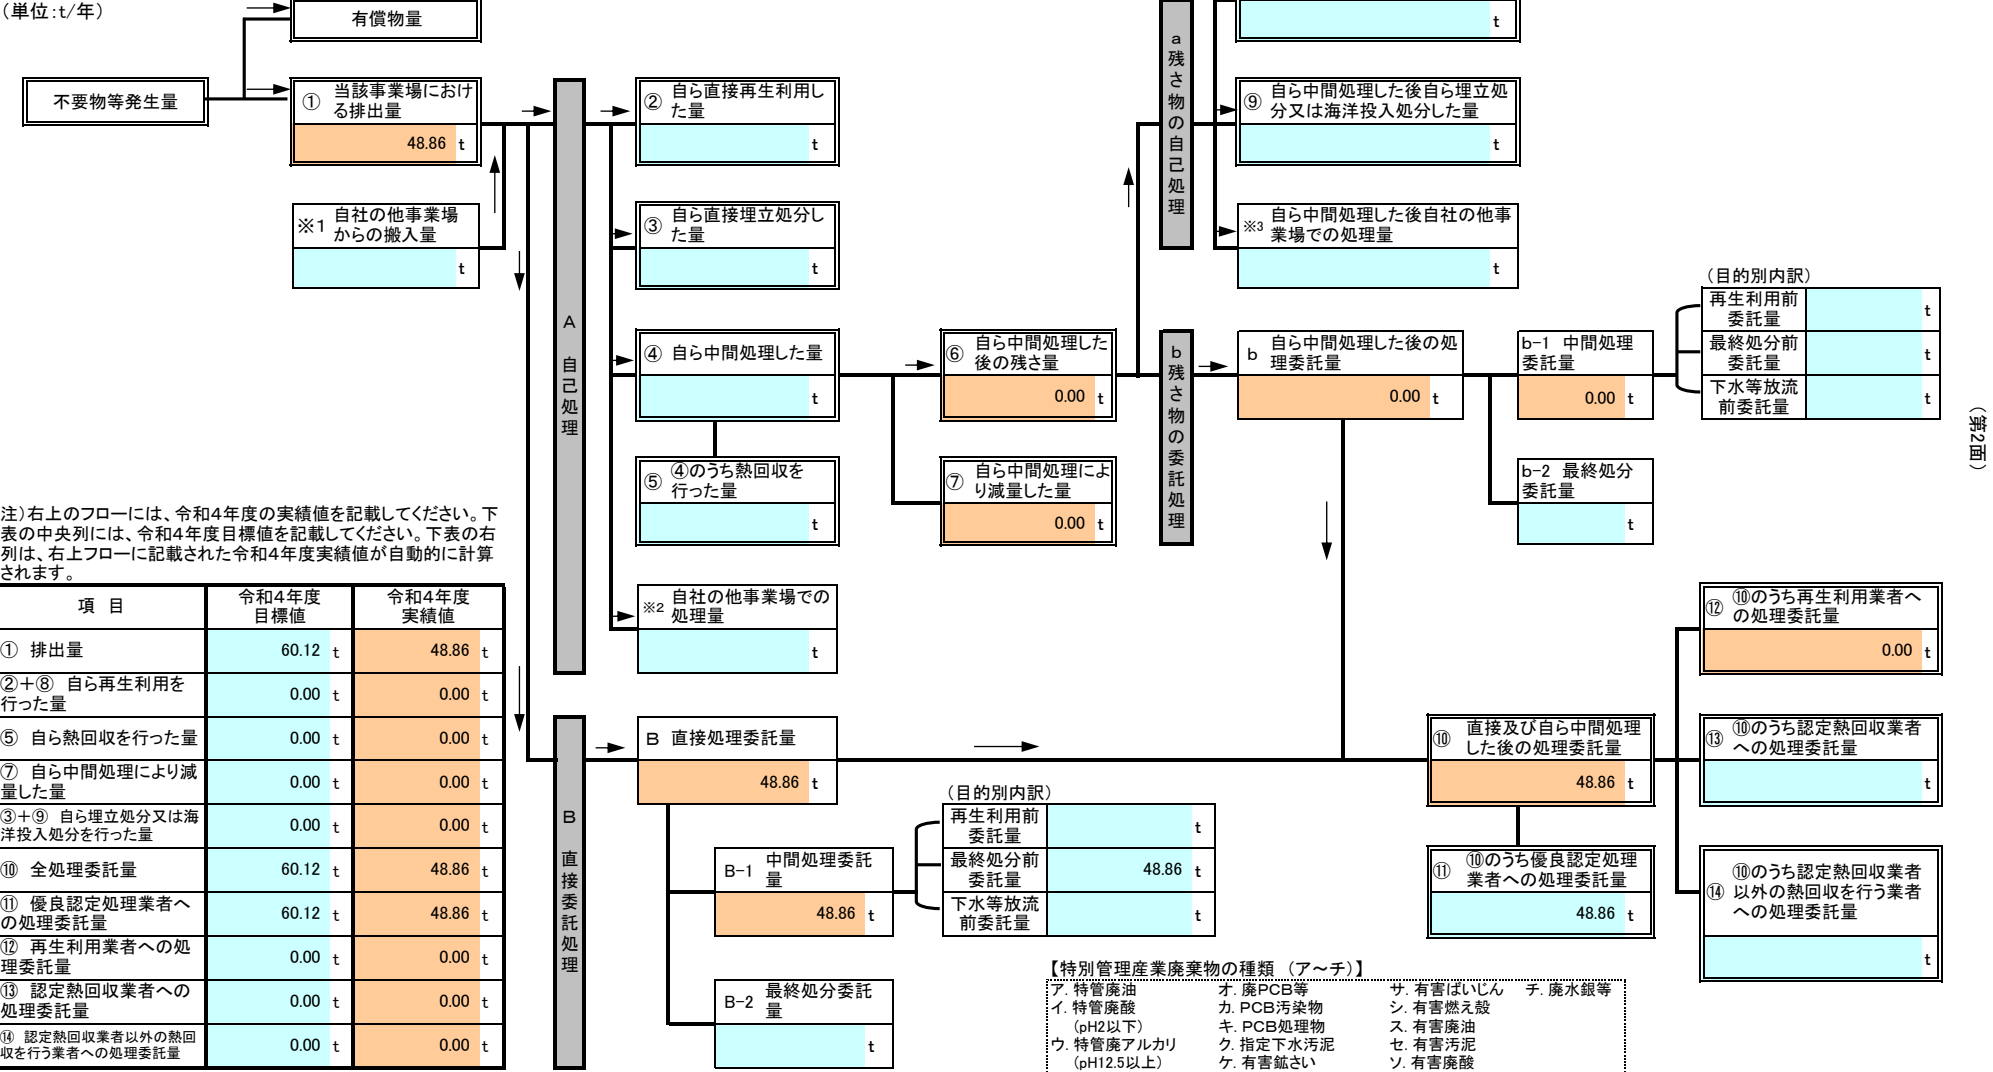 （単位:t/年）
有償物量
不要物等発生量
① 当該事業場におけ
る排出量
48.86 t
※1 自社の他事業場
からの搬入量
t
A 自己処理
② 自ら直接再生利用し
た量
t
③ 自ら直接埋立処分し
た量
t
④ 自ら中間処理した量
t
⑤ ④のうち熱回収を
行った量
t
※2 自社の他事業場での
処理量
t
⑥ 自ら中間処理した
後の残さ量
0.00 t
⑦ 自ら中間処理によ
り減量した量
0.00 t
a 残さ物の自己処理
t
⑨ 自ら中間処理した後自ら埋立処
分又は海洋投入処分した量
t
※3 自ら中間処理した後自社の他事
業場での処理量
t
b 残さ物の委託処理
b 自ら中間処理した後の処
理委託量
0.00 t
b-1 中間処理
委託量
0.00 t
b-2 最終処分
委託量
t
（目的別内訳）
再生利用前
委託量
t
最終処分前
委託量
t
下水等放流
前委託量
t
（第2面）
注）右上のフローには、令和4年度の実績値を記載してください。下
表の中央列には、令和4年度目標値を記載してください。下表の右
列は、右上フローに記載された令和4年度実績値が自動的に計算
されます。
項 目 令和4年度
目標値 令和4年度
実績値
① 排出量 60.12 t 48.86 t
②+⑧ 自ら再生利用を
行った量 0.00 t 0.00 t
⑤ 自ら熱回収を行った量 0.00 t 0.00 t
⑦ 自ら中間処理により減
量した量 0.00 t 0.00 t
③+⑨ 自ら埋立処分又は海
洋投入処分を行った量 0.00 t 0.00 t
⑩ 全処理委託量 60.12 t 48.86 t
⑪ 優良認定処理業者へ
の処理委託量 60.12 t 48.86 t
⑫ 再生利用業者への処
理委託量 0.00 t 0.00 t
⑬ 認定熱回収業者への
処理委託量 0.00 t 0.00 t
⑭ 認定熱回収業者以外の熱回
収を行う業者への処理委託量 0.00 t 0.00 t
B 直接委託処理
B 直接処理委託量
48.86 t
B-1 中間処理委託
量
48.86 t
B-2 最終処分委託
量
t
（目的別内訳）
再生利用前
委託量
t
最終処分前
委託量
48.86 t
下水等放流
前委託量
t
⑩ 直接及び自ら中間処理
した後の処理委託量
48.86 t
⑪ ⑩のうち優良認定処理
業者への処理委託量
48.86 t
⑫ ⑩のうち再生利用業者へ
の処理委託量
0.00 t
⑬ ⑩のうち認定熱回収業者
への処理委託量
t
⑭ ⑩のうち認定熱回収業者
以外の熱回収を行う業者
への処理委託量
t
【特別管理産業廃棄物の種類 （ア～チ）】
ア. 特管廃油 オ. 廃PCB等 サ. 有害ばいじん チ. 廃水銀等
イ. 特管廃酸 カ. PCB汚染物 シ. 有害燃え殻
（pH2以下） キ. PCB処理物 ス. 有害廃油
ウ. 特管廃アルカリ ク. 指定下水汚泥 セ. 有害汚泥
（pH12.5以上） ケ. 有害鉱さい ソ. 有害廃酸